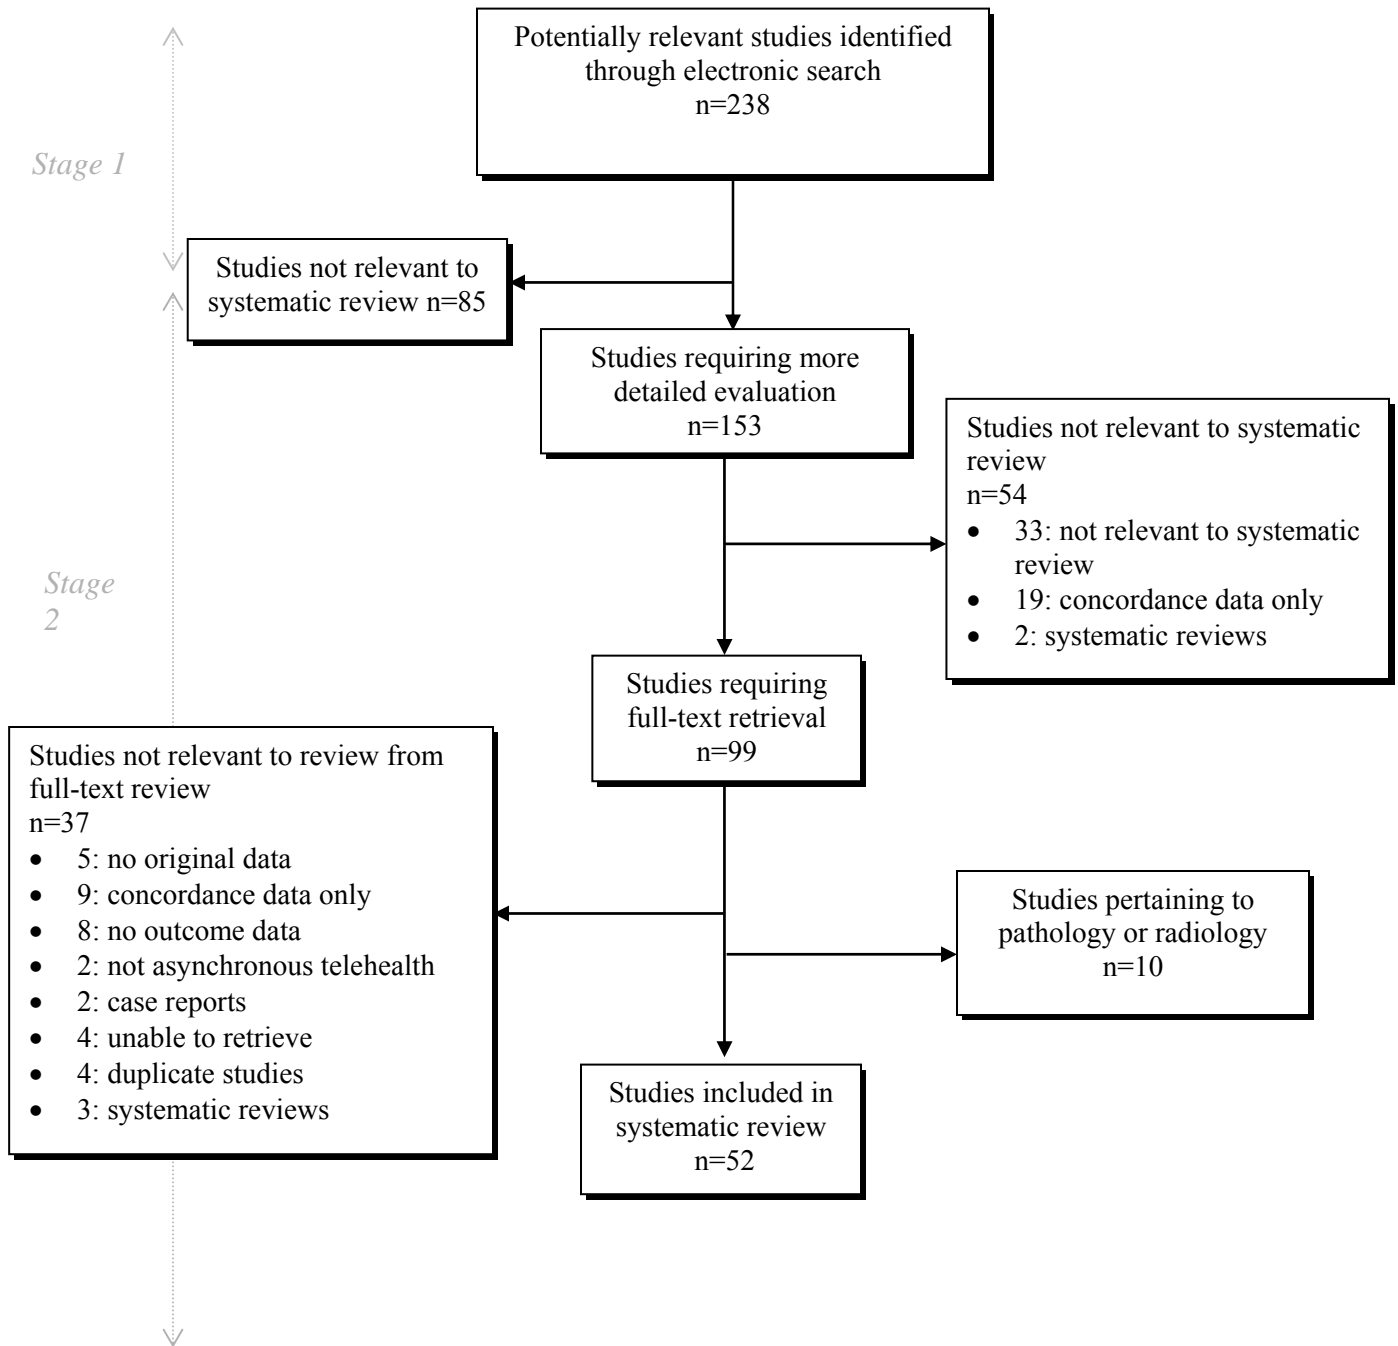 Potentially relevant studies identified
through electronic search
n=238
Stage 1
Studies not relevant to
systematic review n=85
Studies requiring more
detailed evaluation
n=153
Studies not relevant to systematic
review
n=54
• 33: not relevant to systematic
review
• 19: concordance data only
• 2: systematic reviews
Stage
2
Studies requiring
full-text retrieval
n=99
Studies not relevant to review from
full-text review
n=37
• 5: no original data
• 9: concordance data only
• 8: no outcome data
• 2: not asynchronous telehealth
• 2: case reports
• 4: unable to retrieve
• 4: duplicate studies
• 3: systematic reviews
Studies pertaining to
pathology or radiology
n=10
Studies included in
systematic review
n=52